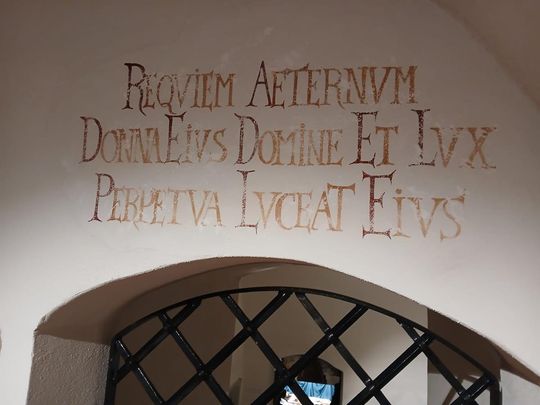 REQVIEM AETERNVM
DONNA EIVS DOMINE ET LVX
PERPETVA LVCEAT EIVS